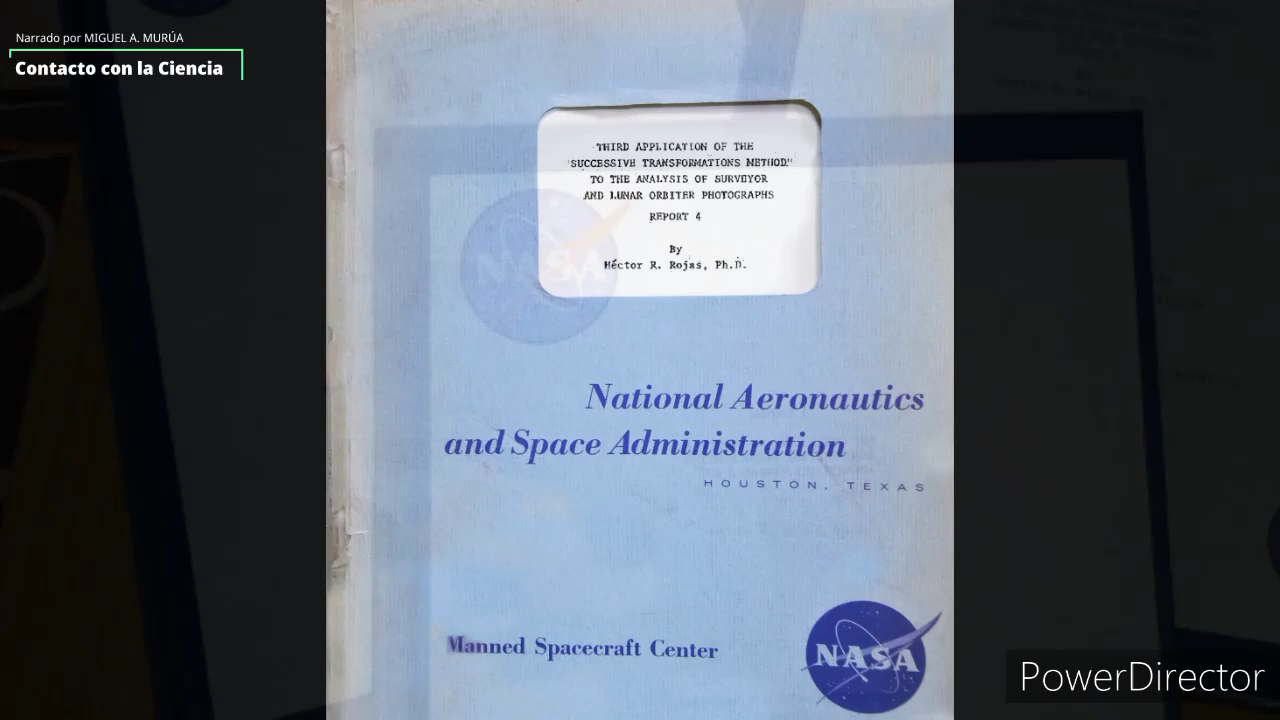 Narrado por MIGUEL A. MURÚA
Contacto con la Ciencia
THIRD APPLICATION OF THE
"SUCCESSIVE TRANSFORMATIONS METHOD"
TO THE ANALYSIS OF SURVEYOR
AND LUNAR ORBITER PHOTOGRAPHS
REPORT 4
By
Héctor R. Rojas, Ph.D.
NASA
National Aeronautics
and Space Administration
HOUSTON, TEXAS
Manned Spacecraft Center
NASA
PowerDirector